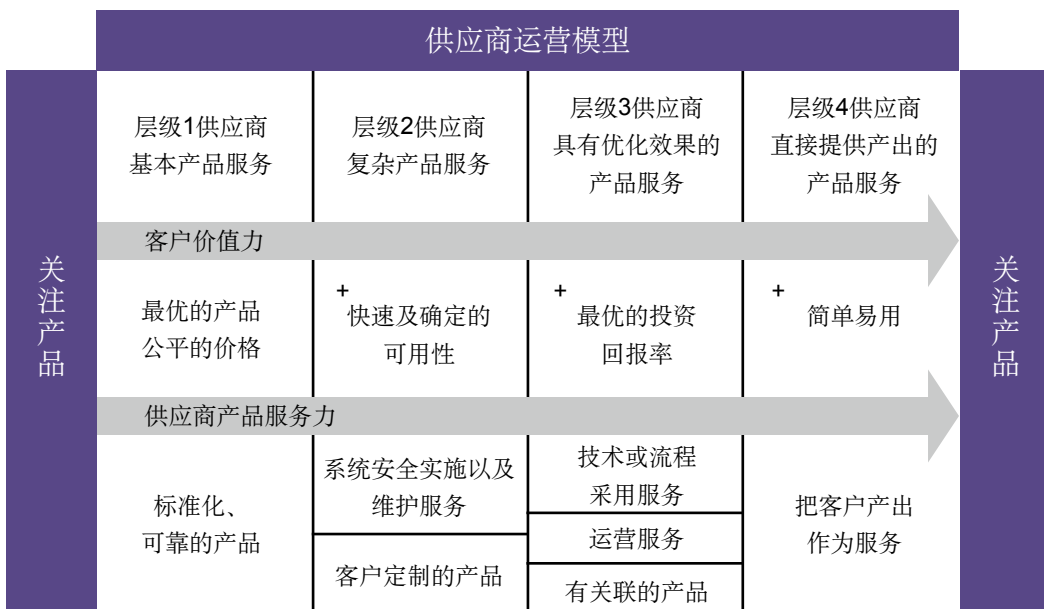 供应商运营模型
关注产品
层级1供应商
基本产品服务
层级2供应商
复杂产品服务
层级3供应商
具有优化效果的
产品服务
层级4供应商
直接提供产出的
产品服务
客户价值力
最优的产品
公平的价格
+
快速及确定的
可用性
+
最优的投资
回报率
+
简单易用
供应商产品服务力
标准化、
可靠的产品
系统安全实施以及
维护服务
客户定制的产品
技术或流程
采用服务
运营服务
有关联的产品
把客户产出
作为服务
关注产品